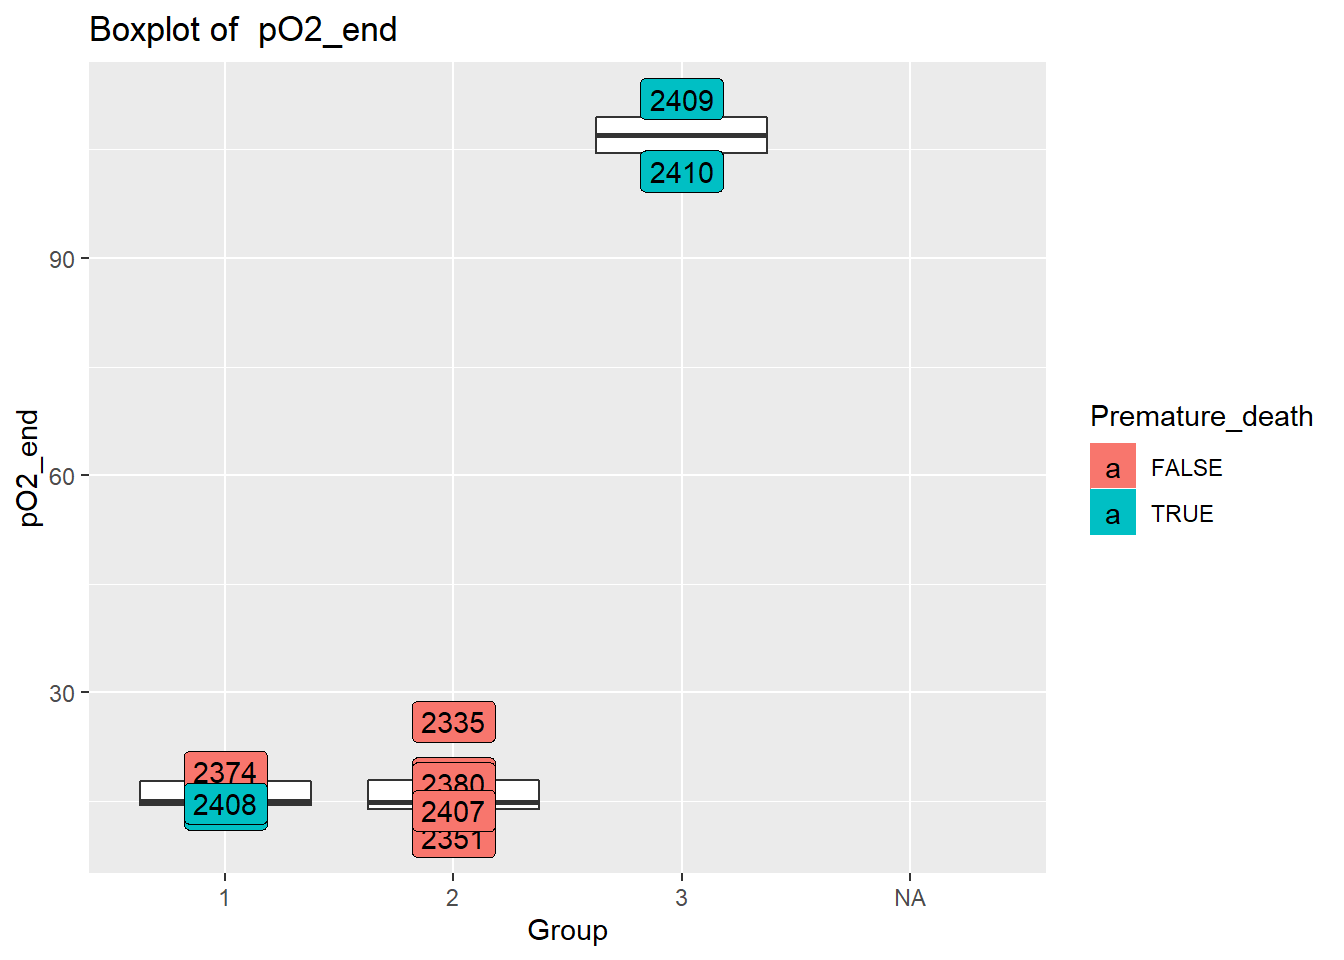 Boxplot of  pO2_end
pO2_end
90
60
30
2409
2410
2335
2374
2380
2408
2407
2351
1
2
3
NA
Group
Premature_death
a FALSE
a TRUE